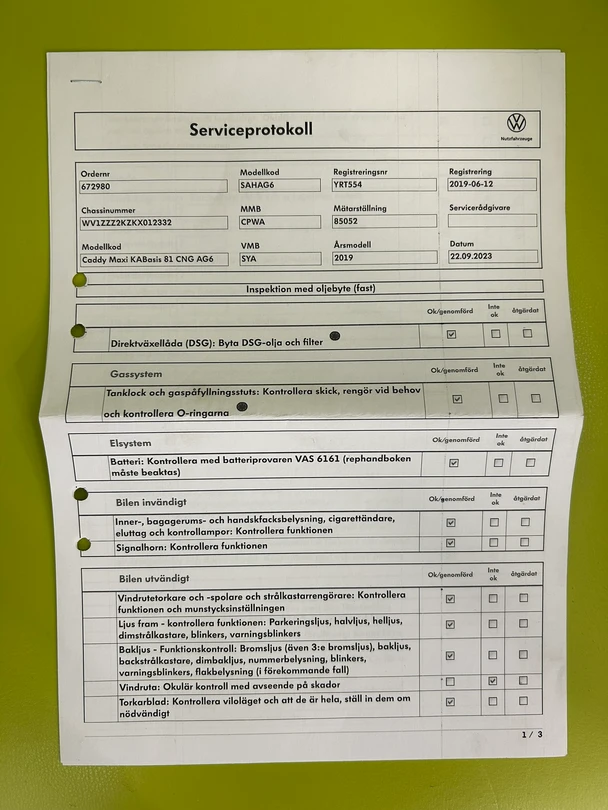 Serviceprotokoll
Nutzfahrzeuge
Ordernr Modellkod Registreringsnr Registrering
672980 SAHAG6 YRT554 2019-06-12
Chassinummer MMB Mätarställning Servicerådgivare
WV1ZZZ2KZKX012332 CPWA 85052
Modellkod VMB Årsmodell Datum
Caddy Maxi KABasis 81 CNG AG6 SYA 2019 22.09.2023
Inspektion med oljebyte (fast)
Ok/genomförd Inte ok åtgärdat
Direktväxellåda (DSG): Byta DSG-olja och filter
Gassystem Ok/genomförd Inte ok åtgärdat
Tanklock och gaspåfyllningsstuts: Kontrollera skick, rengör vid behov
och kontrollera O-ringarna
Elsystem Ok/genomförd Inte ok åtgärdat
Batteri: Kontrollera med batteriprovaren VAS 6161 (rephandboken
måste beaktas)
Bilen invändigt Ok/genomförd Inte ok åtgärdat
Inner-, bagagerums- och handskfacksbelysning, cigarettändare,
eluttag och kontrollampor: Kontrollera funktionen
Signalhorn: Kontrollera funktionen
Bilen utvändigt Ok/genomförd Inte ok åtgärdat
Vindrutetorkare och -spolare och strålkastarrengörare: Kontrollera
funktionen och munstycksinställningen
Ljus fram - kontrollera funktionen: Parkeringsljus, halvljus, helljus,
dimstrålkastare, blinkers, varningsblinkers
Bakljus - Funktionskontroll: Bromsljus (även 3:e bromsljus), bakljus,
backstrålkastare, dimbakljus, nummerbelysning, blinkers,
varningsblinkers, flakbelysning (i förekommande fall)
Vindruta: Okulär kontroll med avseende på skador
Torkarblad: Kontrollera viloläget och att de är hela, ställ in dem om
nödvändigt
1 / 3